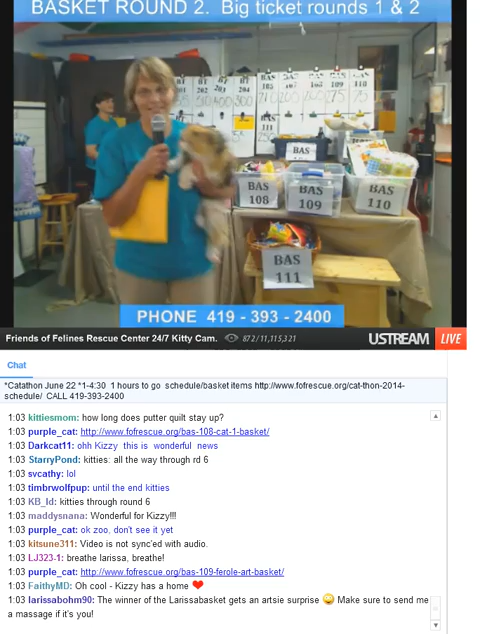 BASKET ROUND 2. Big ticket rounds 1 & 2
BAS
BAS 108
BAS 109
BAS 110
BAS 111
PHONE 419 - 393 - 2400
Friends of Felines Rescue Center 24/7 Kitty Cam. 872/11,115,321 USTREAM LIVE
Chat
*Catathon June 22 *1-4:30 1 hours to go schedule/basket items http://www.fofrescue.org/cat-thon-2014-
schedule/ CALL 419-393-2400
1:03 kittiesmom: how long does putter quilt stay up?
1:03 purple_cat: http://www.fofrescue.org/bas-108-cat-1-basket/
1:03 Darkcat11: ohh Kizzy this is wonderful news
1:03 StarryPond: kitties: all the way through rd 6
1:03 svcathy: lol
1:03 timbrwolfpup: until the end kitties
1:03 KB_Id: kitties through round 6
1:03 maddysnana: Wonderful for Kizzy!!!
1:03 purple_cat: ok zoo, don't see it yet
1:03 kitsune311: Video is not sync'ed with audio.
1:03 LJ323-1: breathe larissa, breathe!
1:03 purple_cat: http://www.fofrescue.org/bas-109-ferole-art-basket/
1:03 FaithyMD: Oh cool - Kizzy has a home ❤
1:03 larissabohm90: The winner of the Larissabasket gets an artsie surprise 😀 Make sure to send me
a massage if it's you!